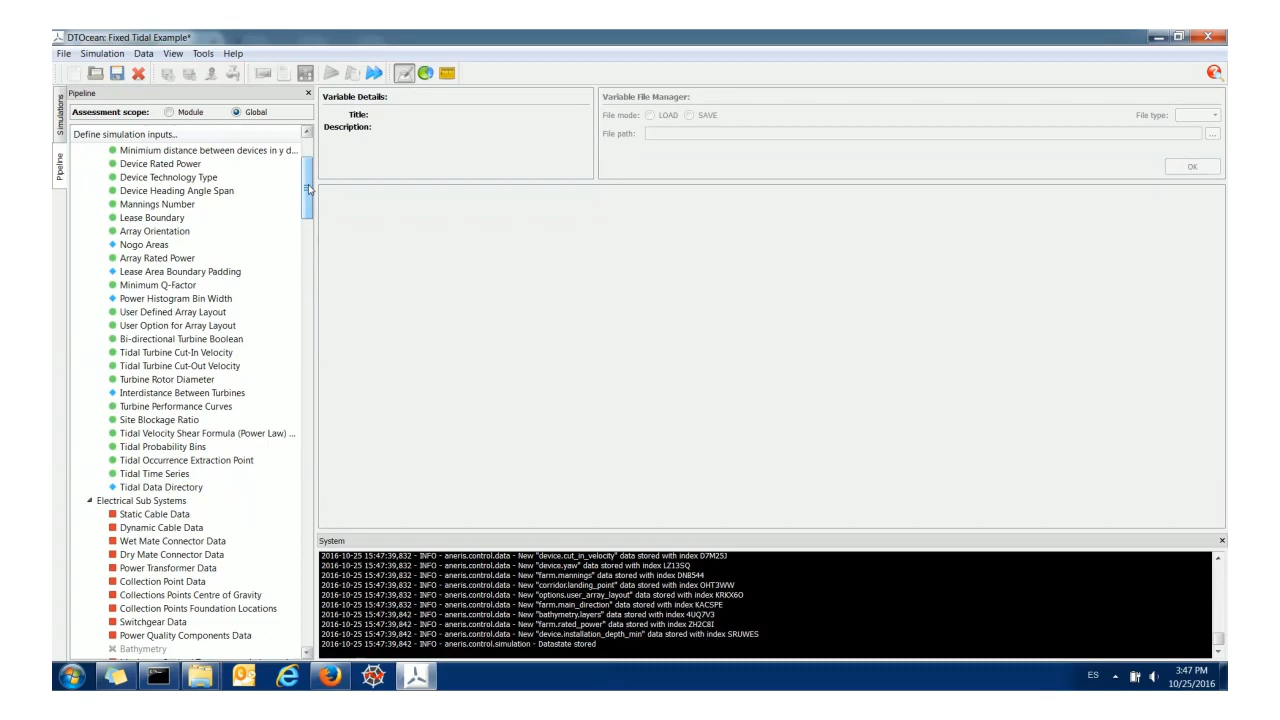 DTOcean: Fixed Tidal Example*
File Simulation Data View Tools Help
Simulations
Pipeline
Pipeline
Assessment scope: Module Global
Define simulation inputs...
Minimium distance between devices in y d...
Device Rated Power
Device Technology Type
Device Heading Angle Span
Mannings Number
Lease Boundary
Array Orientation
Nogo Areas
Array Rated Power
Lease Area Boundary Padding
Minimum Q-Factor
Power Histogram Bin Width
User Defined Array Layout
User Option for Array Layout
Bi-directional Turbine Boolean
Tidal Turbine Cut-In Velocity
Tidal Turbine Cut-Out Velocity
Turbine Rotor Diameter
Interdistance Between Turbines
Turbine Performance Curves
Site Blockage Ratio
Tidal Velocity Shear Formula (Power Law) ...
Tidal Probability Bins
Tidal Occurrence Extraction Point
Tidal Time Series
Tidal Data Directory
Electrical Sub Systems
Static Cable Data
Dynamic Cable Data
Wet Mate Connector Data
Dry Mate Connector Data
Power Transformer Data
Collection Point Data
Collections Points Centre of Gravity
Collection Points Foundation Locations
Switchgear Data
Power Quality Components Data
Bathymetry
Variable Details:
Title:
Description:
Variable File Manager:
File mode: LOAD SAVE File type:
File path: ...
OK
System
2016-10-25 15:47:39,832 - INFO - aneris.control.data - New "device.cut_in_velocity" data stored with index D7M25J
2016-10-25 15:47:39,832 - INFO - aneris.control.data - New "device.yaw" data stored with index LZ13SQ
2016-10-25 15:47:39,832 - INFO - aneris.control.data - New "farm.mannings" data stored with index DNB544
2016-10-25 15:47:39,832 - INFO - aneris.control.data - New "corridor.landing_point" data stored with index OHT3WW
2016-10-25 15:47:39,832 - INFO - aneris.control.data - New "options.user_array_layout" data stored with index KRKX6O
2016-10-25 15:47:39,832 - INFO - aneris.control.data - New "farm.main_direction" data stored with index KACSPE
2016-10-25 15:47:39,842 - INFO - aneris.control.data - New "bathymetry.layers" data stored with index 4UQ7V3
2016-10-25 15:47:39,842 - INFO - aneris.control.data - New "farm.rated_power" data stored with index ZH2C8I
2016-10-25 15:47:39,842 - INFO - aneris.control.data - New "device.installation_depth_min" data stored with index SRUWES
2016-10-25 15:47:39,842 - INFO - aneris.control.simulation - Datastate stored
ES
3:47 PM
10/25/2016